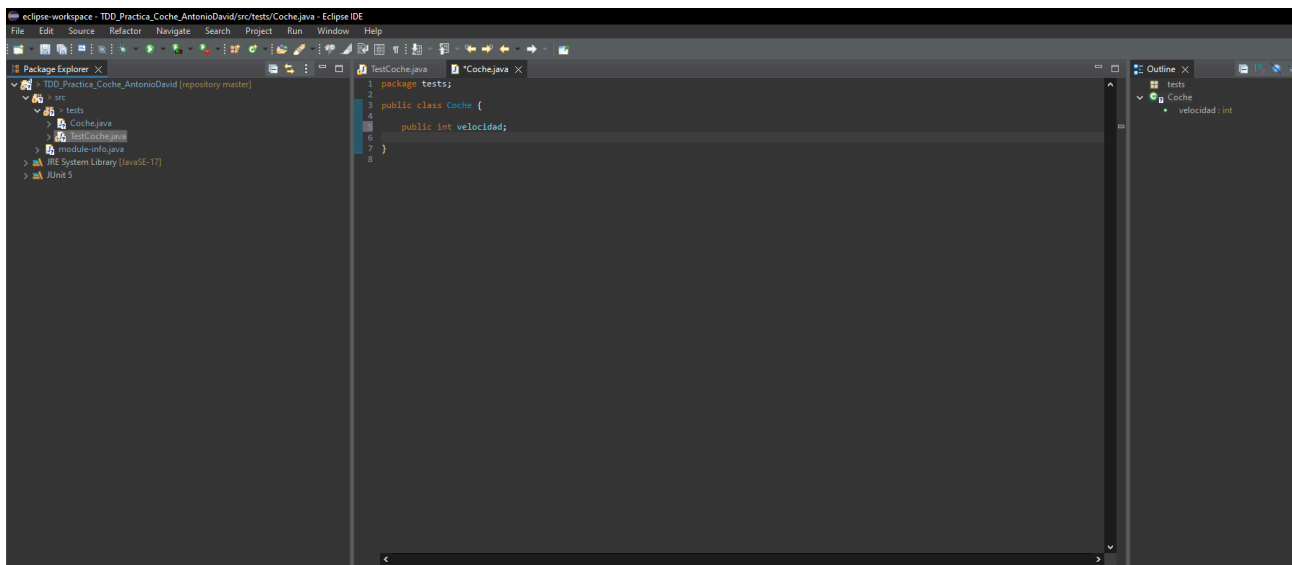 eclipse-workspace - TDD_Practica_Coche_AntonioDavid/src/tests/Coche.java - Eclipse IDE
File Edit Source Refactor Navigate Search Project Run Window Help
Package Explorer
> TDD_Practica_Coche_AntonioDavid [repository master]
> src
> tests
Coche.java
TestCoche.java
module-info.java
JRE System Library [JavaSE-17]
JUnit 5
TestCoche.java *Coche.java
1 package tests;
2
3 public class Coche {
4
5 public int velocidad;
6
7 }
8
Outline
tests
Coche
velocidad : int